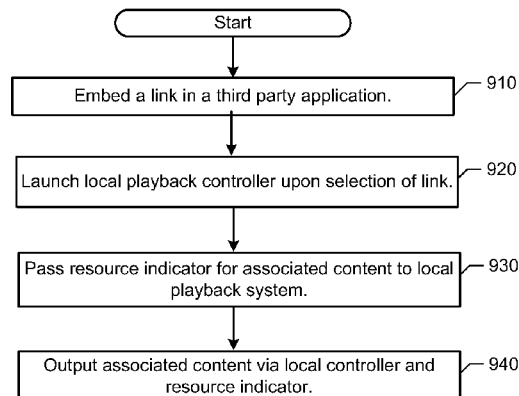 Start
Embed a link in a third party application.
910
Launch local playback controller upon selection of link.
920
Pass resource indicator for associated content to local
playback system.
930
Output associated content via local controller and
resource indicator.
940